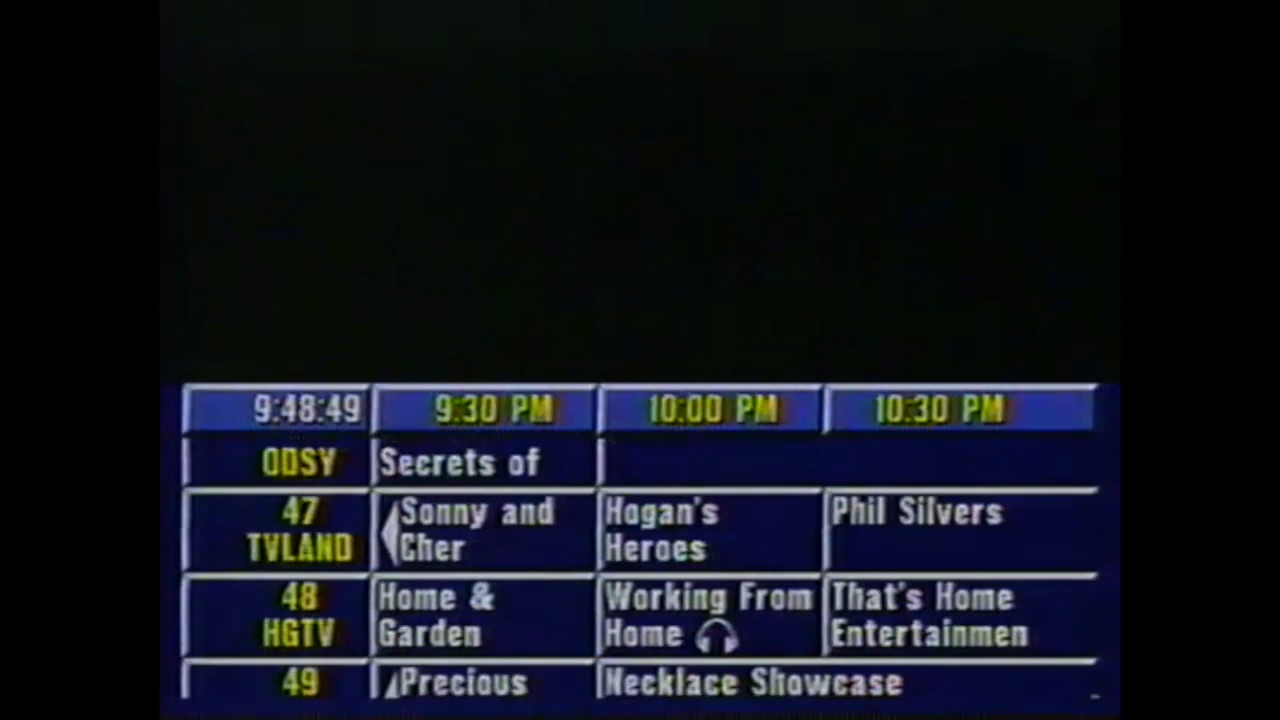 9:48:49 9:30 PM 10:00 PM 10:30 PM
ODSY Secrets of
47 Sonny and Hogan's Phil Silvers
TVLAND Cher Heroes
48 Home & Working From That's Home
HGTV Garden Home Entertainmen
49 Precious Necklace Showcase